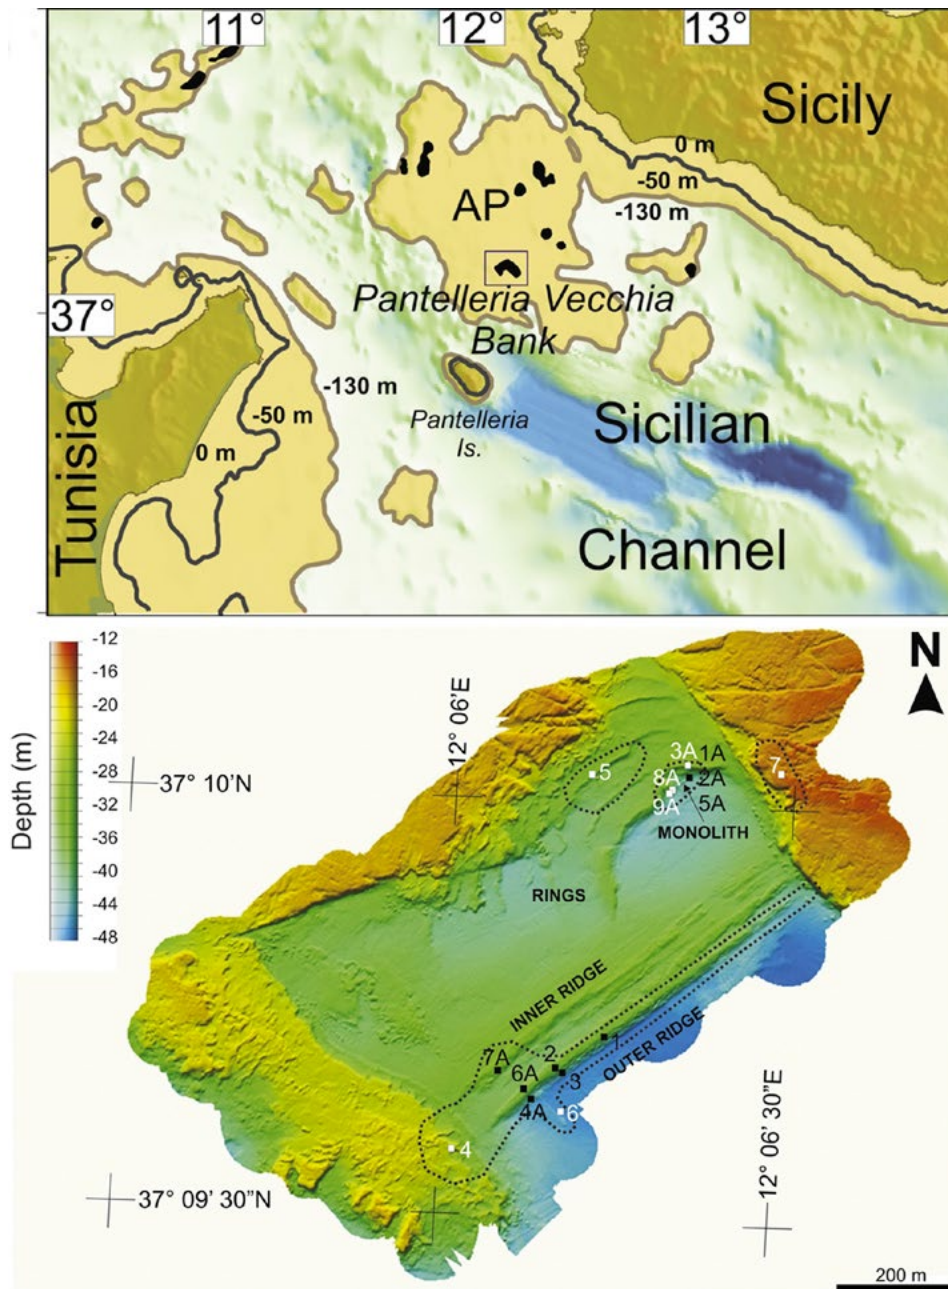 11°
12°
13°
Sicily
0 m
-50 m
-130 m
AP
37°
Pantelleria Vecchia
Bank
-130 m
-50 m
0 m
Pantelleria
Is.
Sicilian
Channel
Tunisia
Depth (m)
-12
-16
-20
-24
-28
-32
-36
-40
-44
-48
N
12° 06'E
37° 10'N
5
3A 1A
8A 2A
9A 5A
7
MONOLITH
RINGS
INNER RIDGE
OUTER RIDGE
1
2
3
7A
6A
4A
6
4
37° 09' 30"N
12° 06' 30"E
200 m